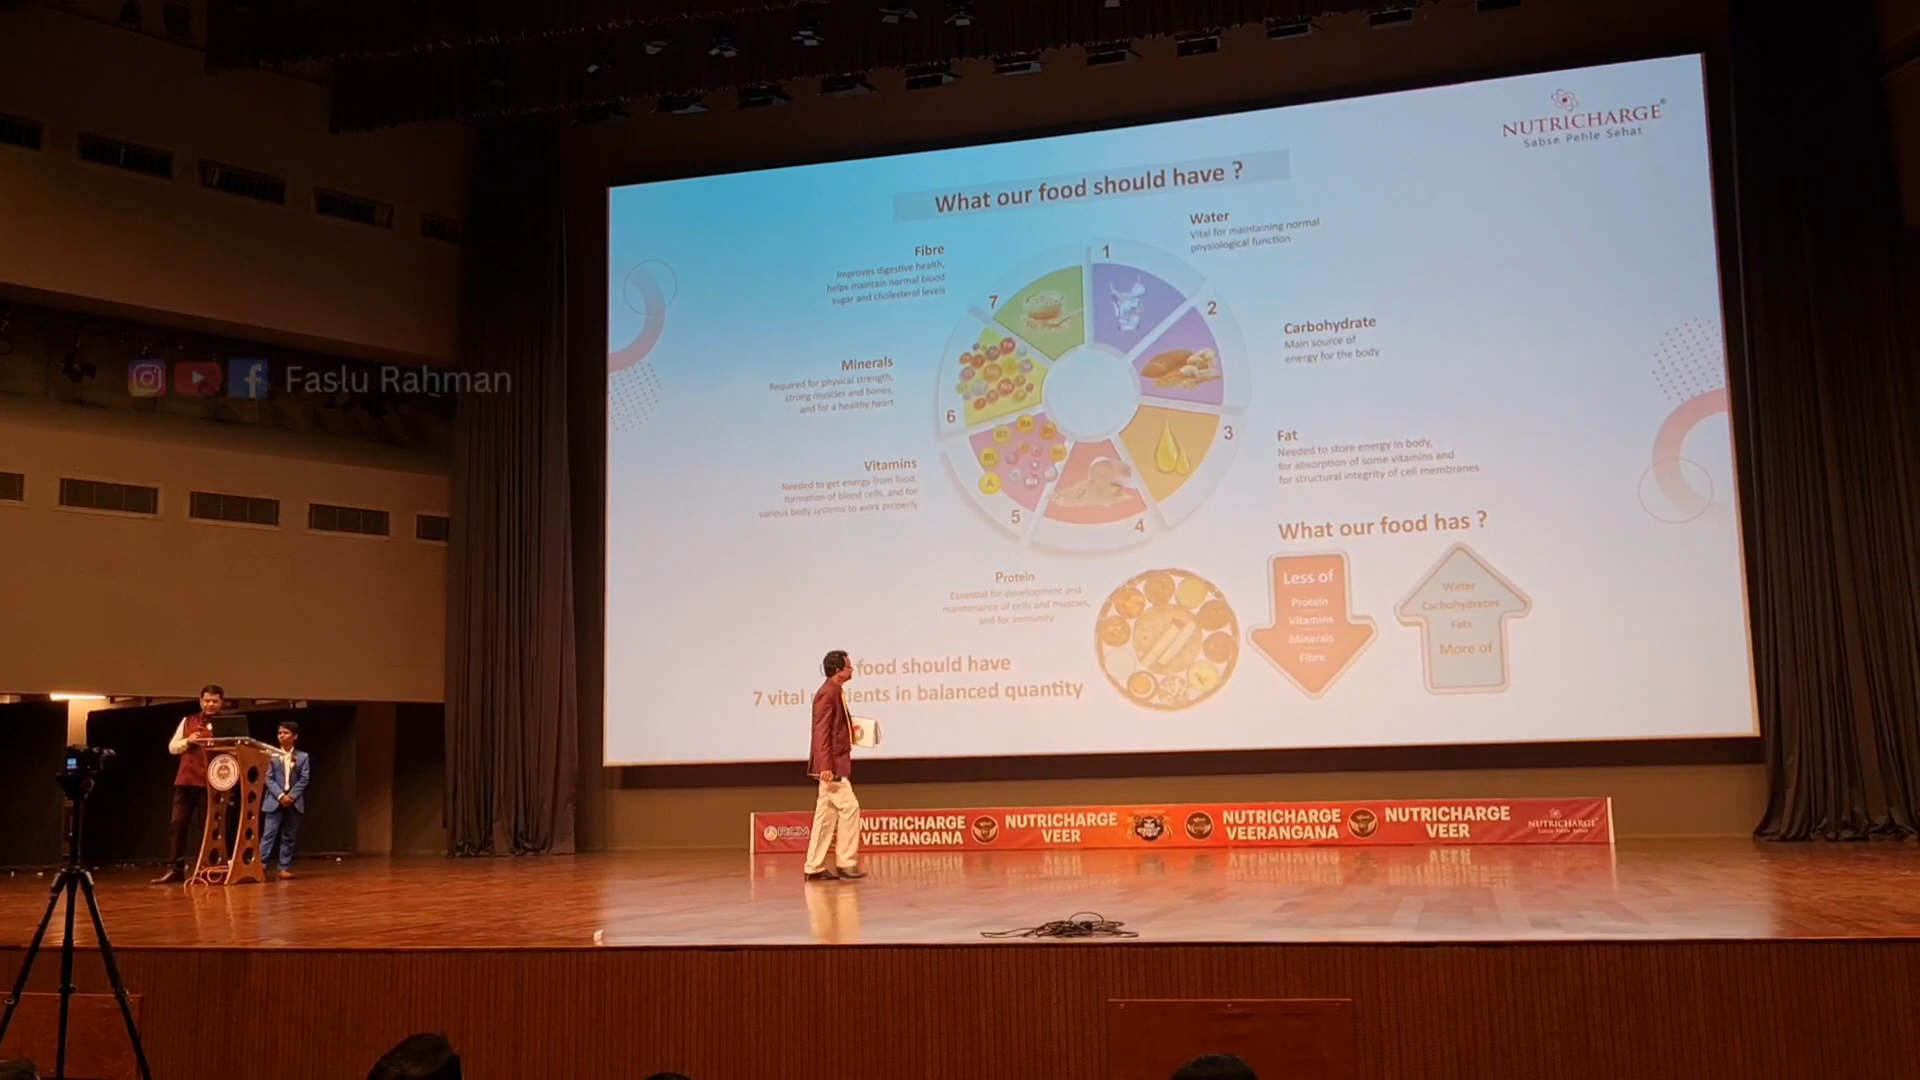 NUTRICHARGE
Sabse Pehle Sehat
What our food should have ?
1
Water
Vital for maintaining normal
physiological function
2
Carbohydrate
Main source of
energy for the body
3
Fat
Needed to store energy in body,
for absorption of some vitamins and
for structural integrity of cell membranes
4
Protein
Essential for development and
maintenance of cells and muscles,
and for immunity
5
Vitamins
Needed to get energy from food,
formation of blood cells, and for
various body systems to work properly
6
Minerals
Required for physical strength,
strong muscles and bones,
and for a healthy heart
7
Fibre
Improves digestive health,
helps maintain normal blood
sugar and cholesterol levels
What our food has ?
Less of
Protein
Vitamins
Minerals
Fibre
Water
Carbohydrates
Fats
More of
food should have
7 vital in balanced quantity
Faslu Rahman
RCM
NUTRICHARGE
VEERANGANA
NUTRICHARGE
VEER
NUTRICHARGE
VEERANGANA
NUTRICHARGE
VEER
NUTRICHARGE
Sabse Pehle Sehat